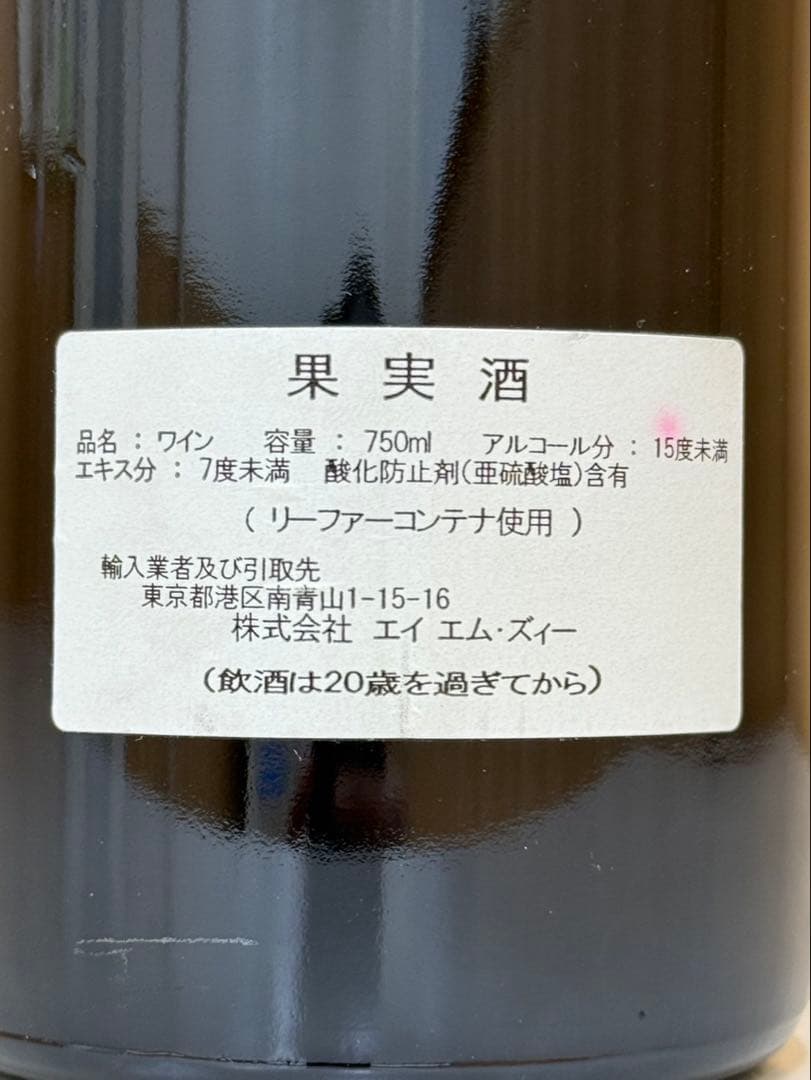 果実酒
品名 : ワイン 容量 : 750ml アルコール分 : 15度未満
エキス分 : 7度未満 酸化防止剤(亜硫酸塩)含有
( リーファーコンテナ使用 )
輸入業者及び引取先
東京都港区南青山1-15-16
株式会社 エイ エム・ズィー
(飲酒は20歳を過ぎてから)